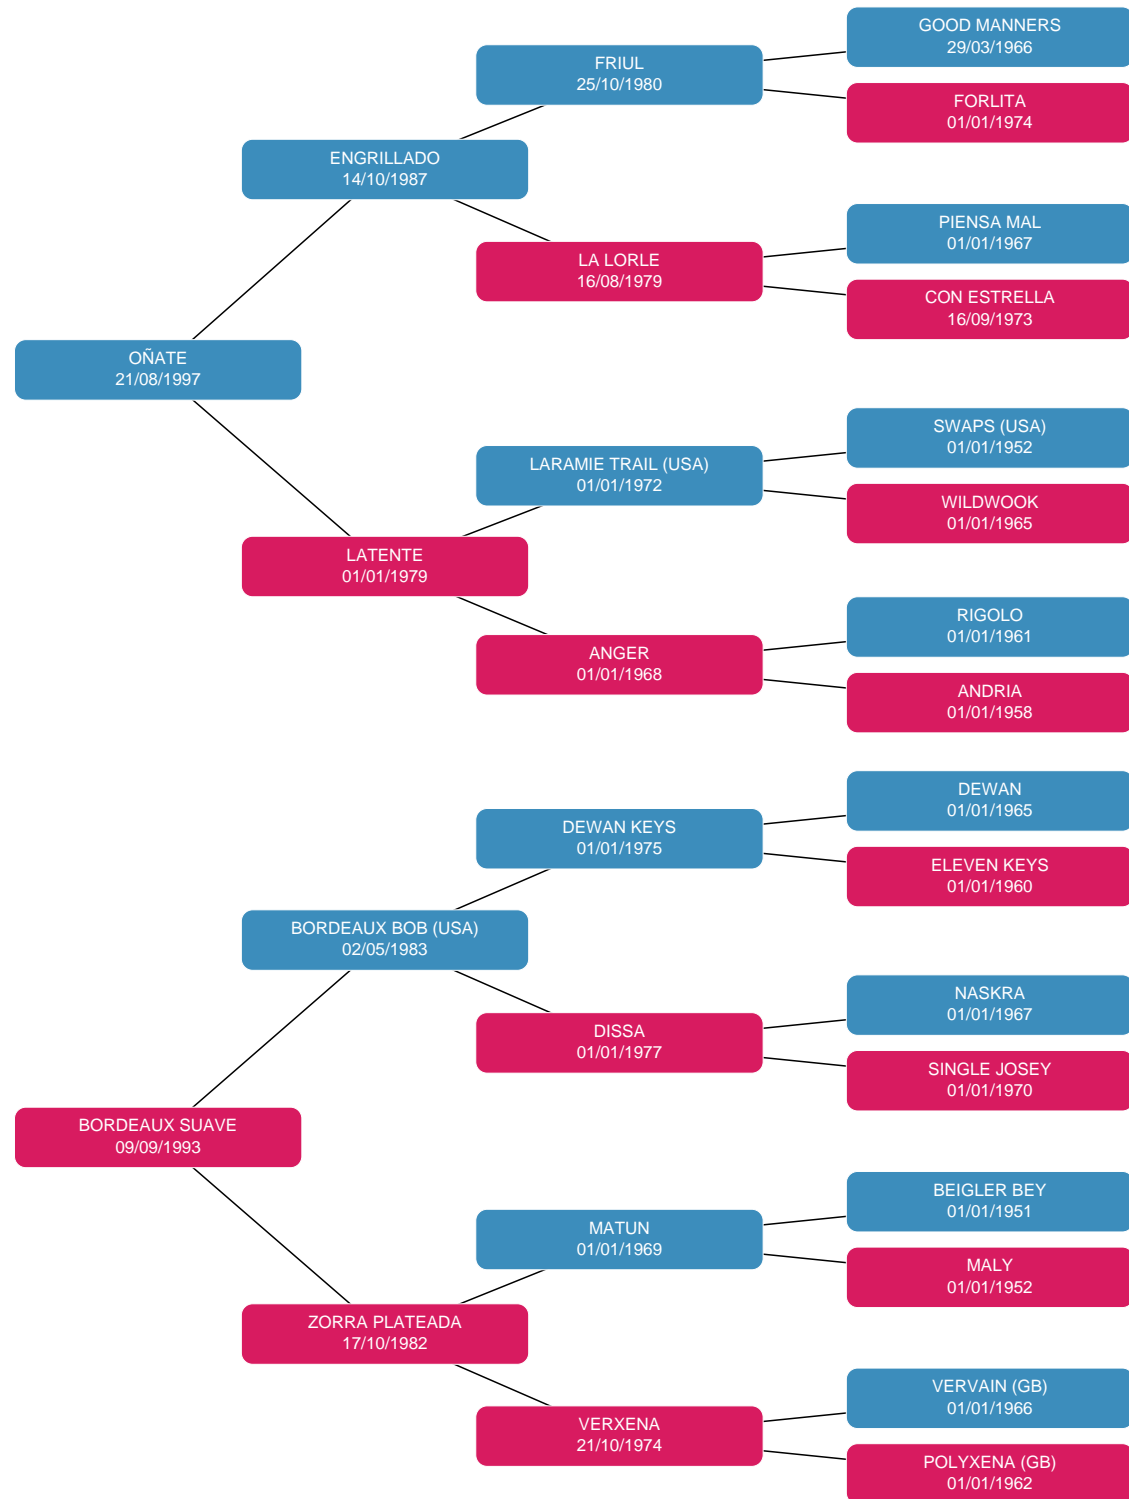 GOOD MANNERS
29/03/1966
FRIUL
25/10/1980
FORLITA
01/01/1974
ENGRILLADO
14/10/1987
PIENSA MAL
01/01/1967
LA LORLE
16/08/1979
CON ESTRELLA
16/09/1973
OÑATE
21/08/1997
SWAPS (USA)
01/01/1952
LARAMIE TRAIL (USA)
01/01/1972
WILDWOOK
01/01/1965
LATENTE
01/01/1979
RIGOLO
01/01/1961
ANGER
01/01/1968
ANDRIA
01/01/1958
DEWAN
01/01/1965
DEWAN KEYS
01/01/1975
ELEVEN KEYS
01/01/1960
BORDEAUX BOB (USA)
02/05/1983
NASKRA
01/01/1967
DISSA
01/01/1977
SINGLE JOSEY
01/01/1970
BORDEAUX SUAVE
09/09/1993
BEIGLER BEY
01/01/1951
MATUN
01/01/1969
MALY
01/01/1952
ZORRA PLATEADA
17/10/1982
VERVAIN (GB)
01/01/1966
VERXENA
21/10/1974
POLYXENA (GB)
01/01/1962